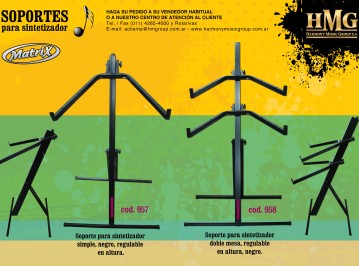 SOPORTES
para sintetizador
MatriX
HAGA SU PEDIDO A SU VENDEDOR HABITUAL
O A NUESTRO CENTRO DE ATENCIÓN AL CLIENTE
Tel. / Fax (011) 4265-4000 y Rotativas
E-mail: acliente@hmgroup.com.ar - www.harmonymusicgroup.com.ar
HMG
HARMONY MUSIC GROUP S.A.
cod. 957
cod. 958
Soporte para sintetizador
simple, negro, regulable
en altura.
Soporte para sintetizador
doble mesa, regulable
en altura, negro.